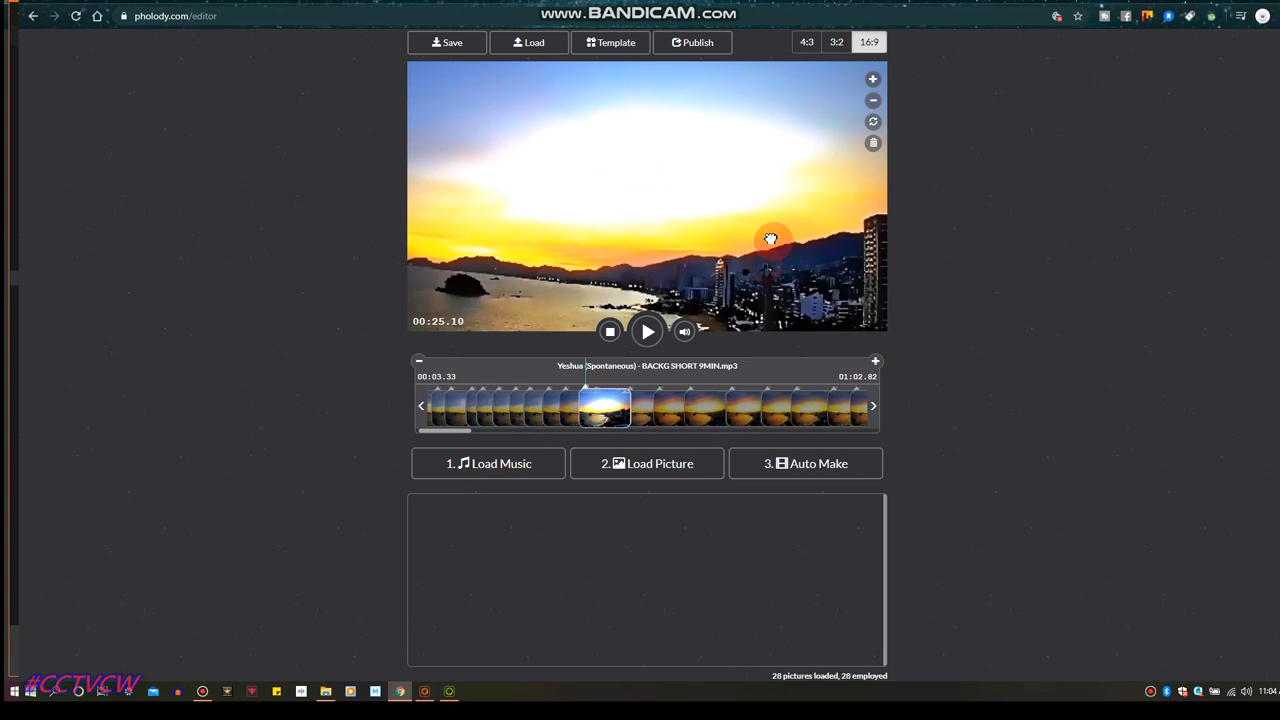 pholody.com/editor
www.BANDICAM.com
Save
Load
Template
Publish
4:3
3:2
16:9
00:25.10
Yeshua (Spontaneous) - BACKG SHORT 9MIN.mp3
00:03.33
01:02.82
1. Load Music
2. Load Picture
3. Auto Make
28 pictures loaded, 28 employed
#CCTVCW
11:04